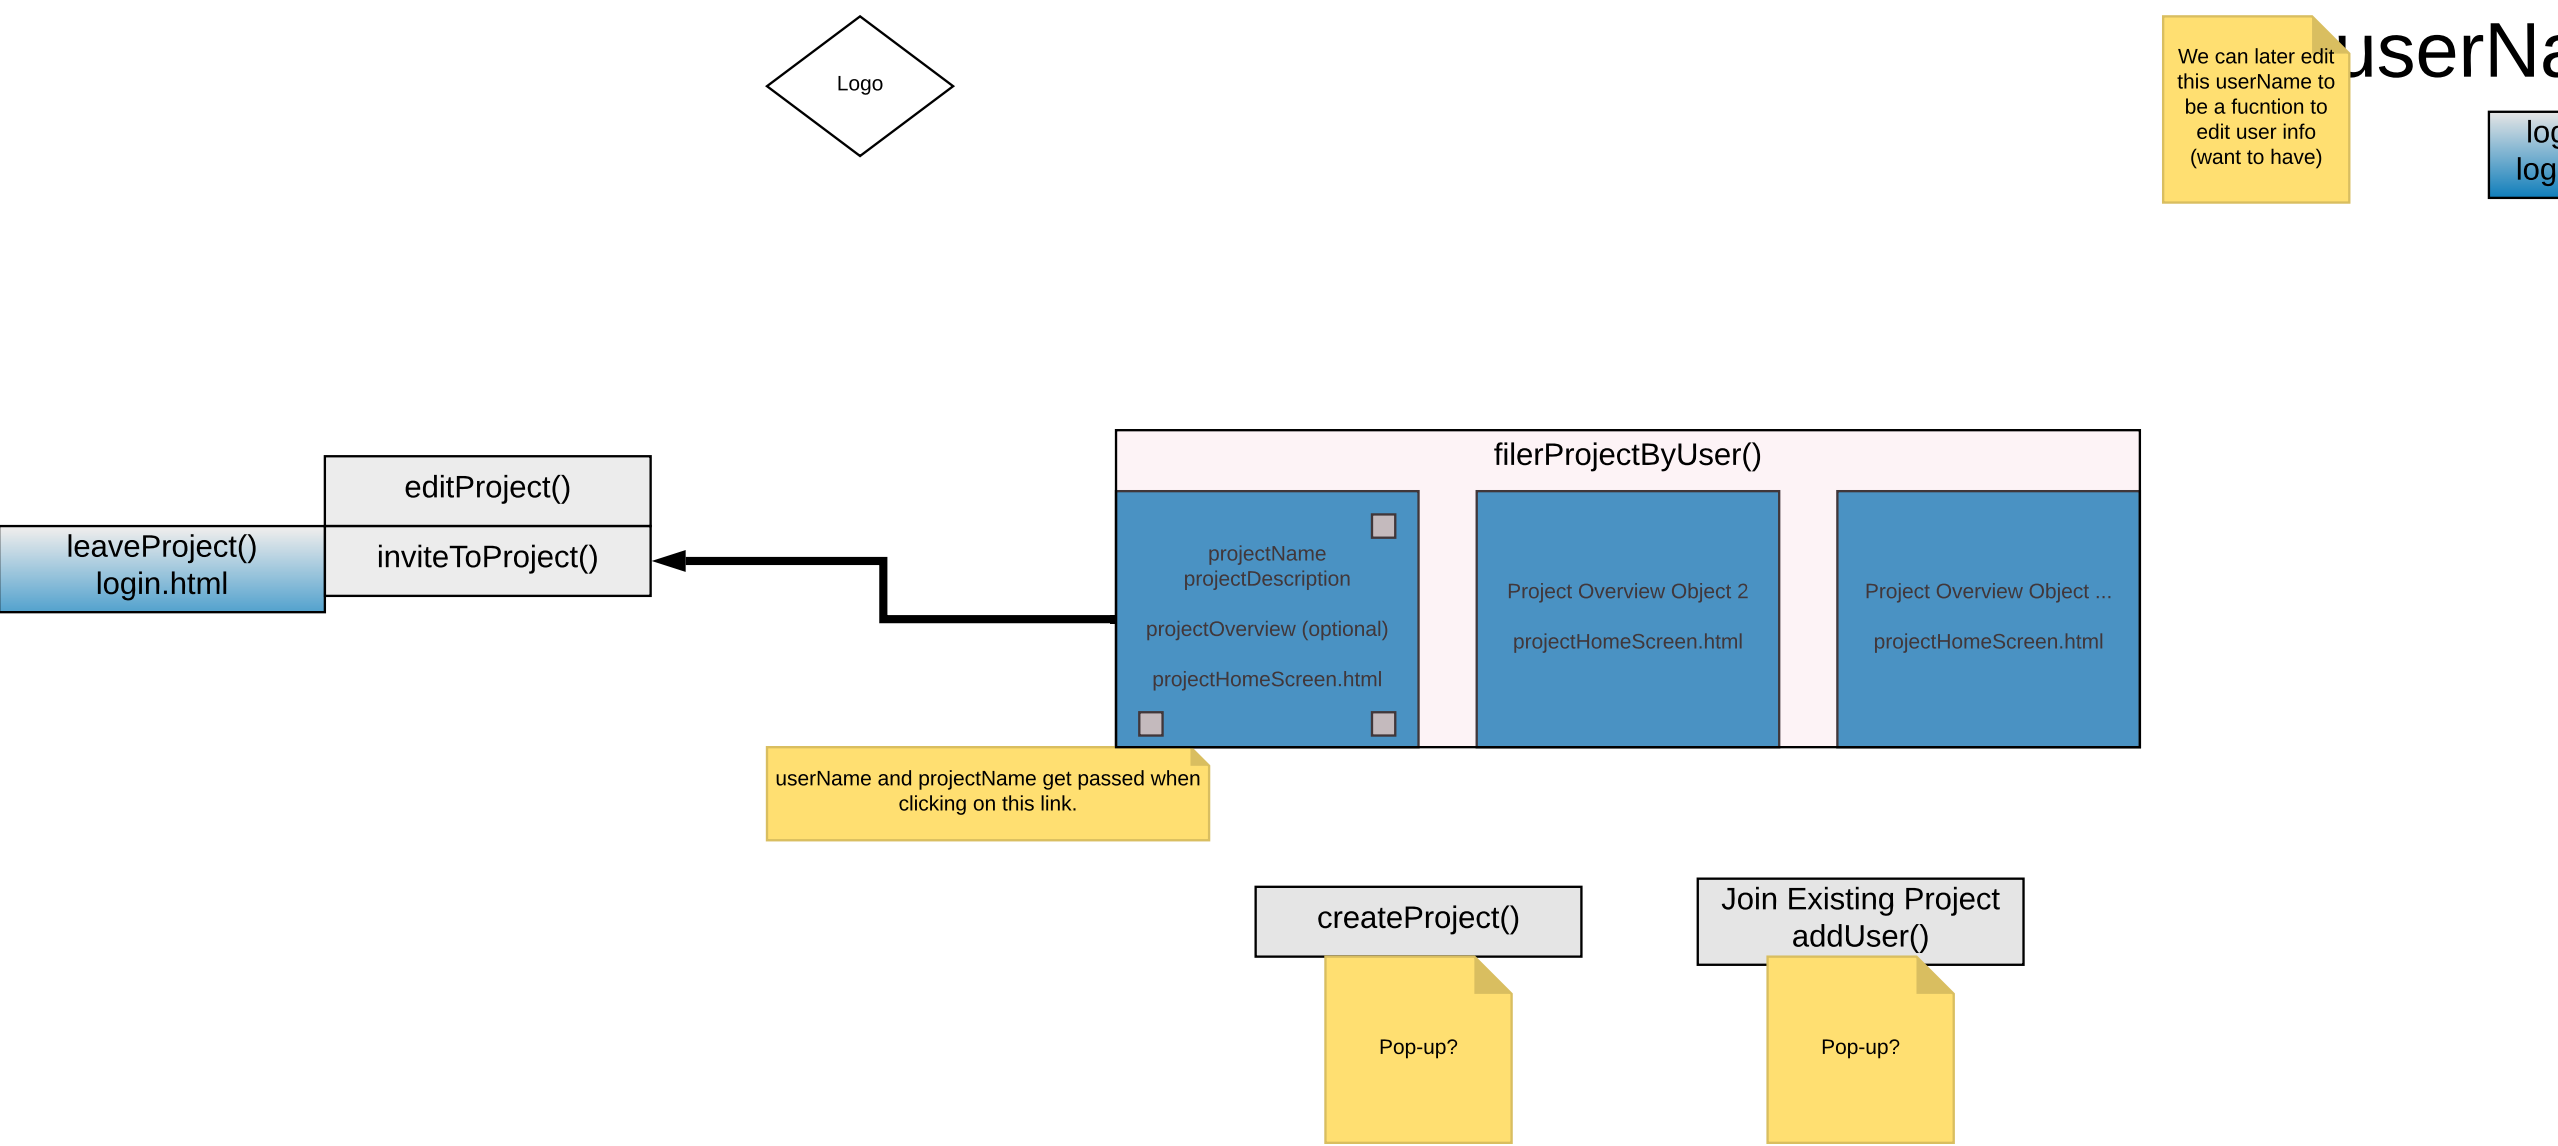 Logo
We can later edit
this userName to
be a fucntion to
edit user info
(want to have)
filerProjectByUser()
editProject()
inviteToProject()
leaveProject()
login.html
projectName
projectDescription
projectOverview (optional)
projectHomeScreen.html
Project Overview Object 2
projectHomeScreen.html
Project Overview Object ...
projectHomeScreen.html
userName and projectName get passed when
clicking on this link.
createProject()
Join Existing Project
addUser()
Pop-up?
Pop-up?